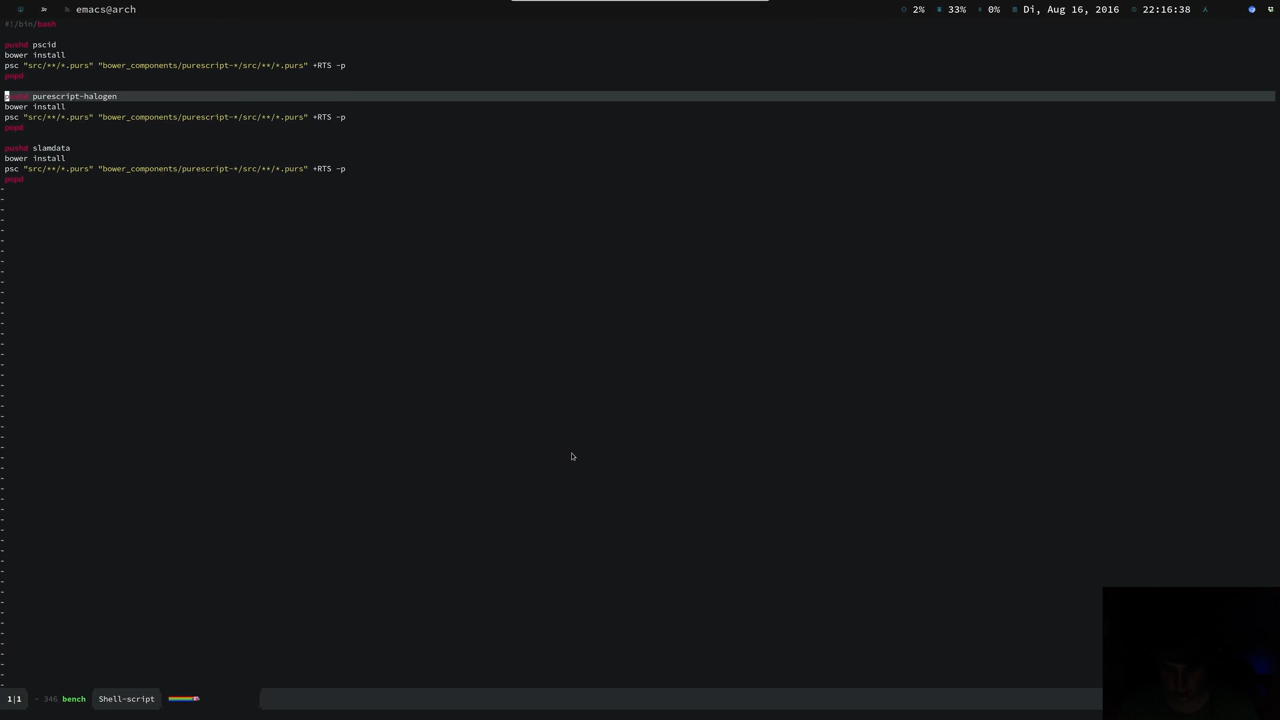 emacs@arch
2%
33%
0%
Di, Aug 16, 2016
22:16:38
#!/bin/bash
pushd pscid
bower install
psc "src/**/*.purs" "bower_components/purescript-*/src/**/*.purs" +RTS -p
popd
pushd purescript-halogen
bower install
psc "src/**/*.purs" "bower_components/purescript-*/src/**/*.purs" +RTS -p
popd
pushd slamdata
bower install
psc "src/**/*.purs" "bower_components/purescript-*/src/**/*.purs" +RTS -p
popd
1|1 - 346 bench Shell-script